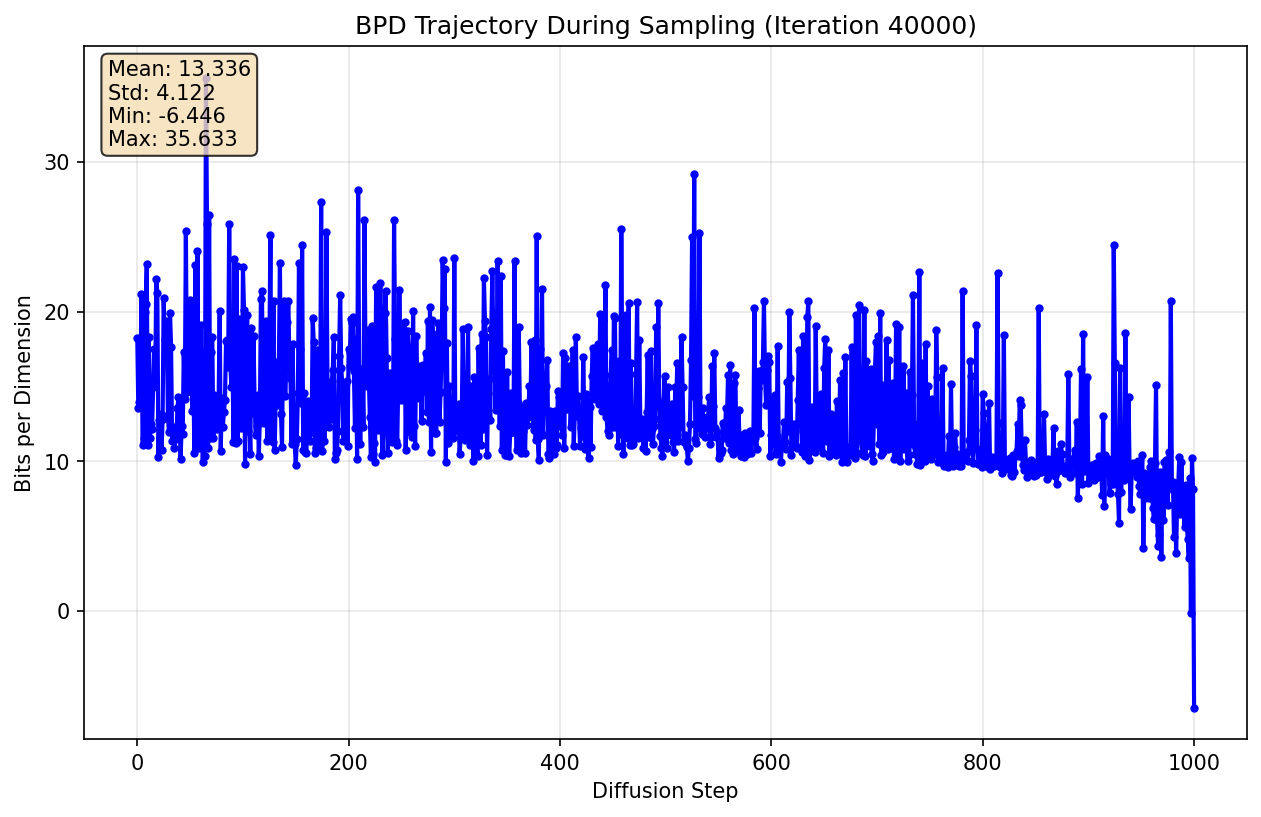 BPD Trajectory During Sampling (Iteration 40000)
Mean: 13.336
Std: 4.122
Min: -6.446
Max: 35.633
Bits per Dimension
30
20
10
0
0 200 400 600 800 1000
Diffusion Step